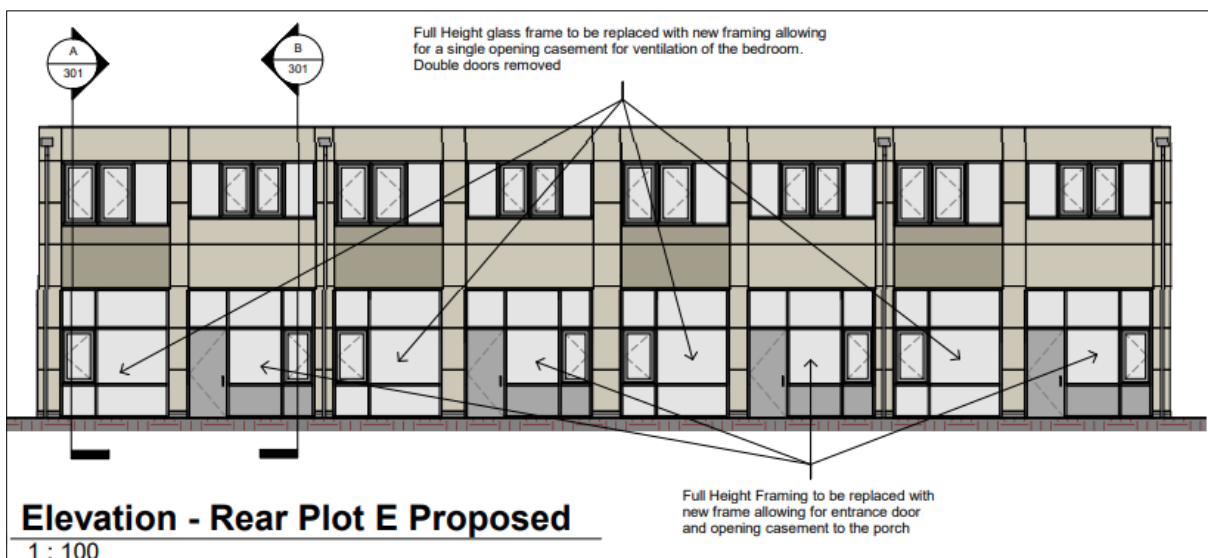 Full Height glass frame to be replaced with new framing allowing
for a single opening casement for ventilation of the bedroom.
Double doors removed
A
301
B
301
Full Height Framing to be replaced with
new frame allowing for entrance door
and opening casement to the porch
Elevation - Rear Plot E Proposed
1 : 100